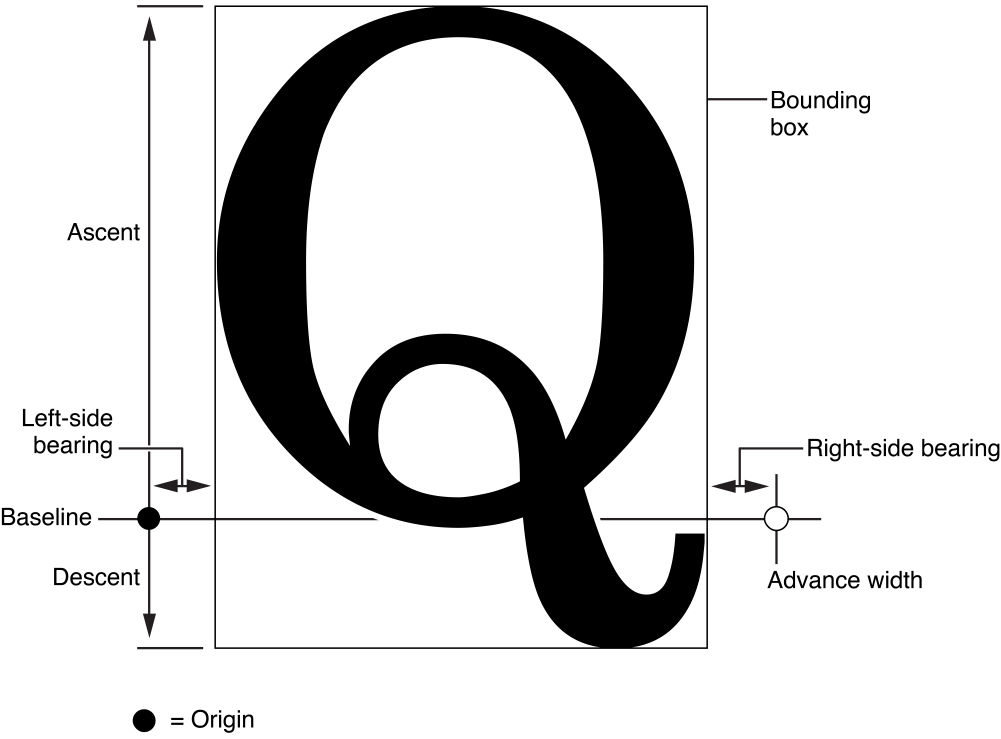 Bounding
box
Ascent
Q
Left-side
bearing
Right-side bearing
Baseline
Descent
Advance width
= Origin